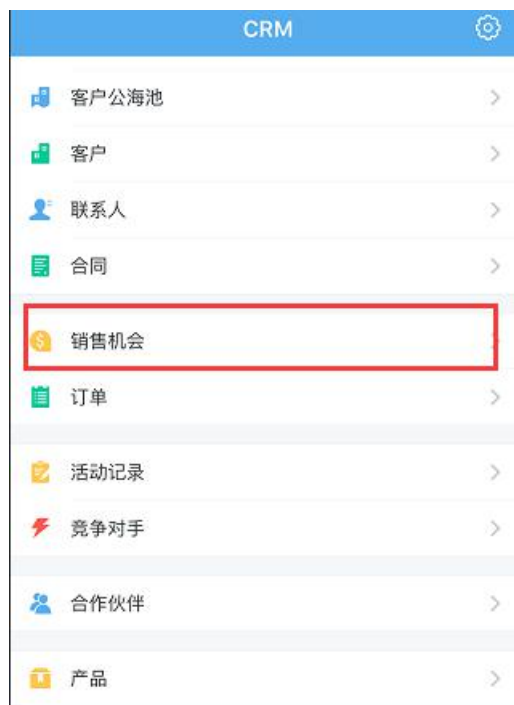 CRM
客户公海池
客户
联系人
合同
销售机会
订单
活动记录
竞争对手
合作伙伴
产品